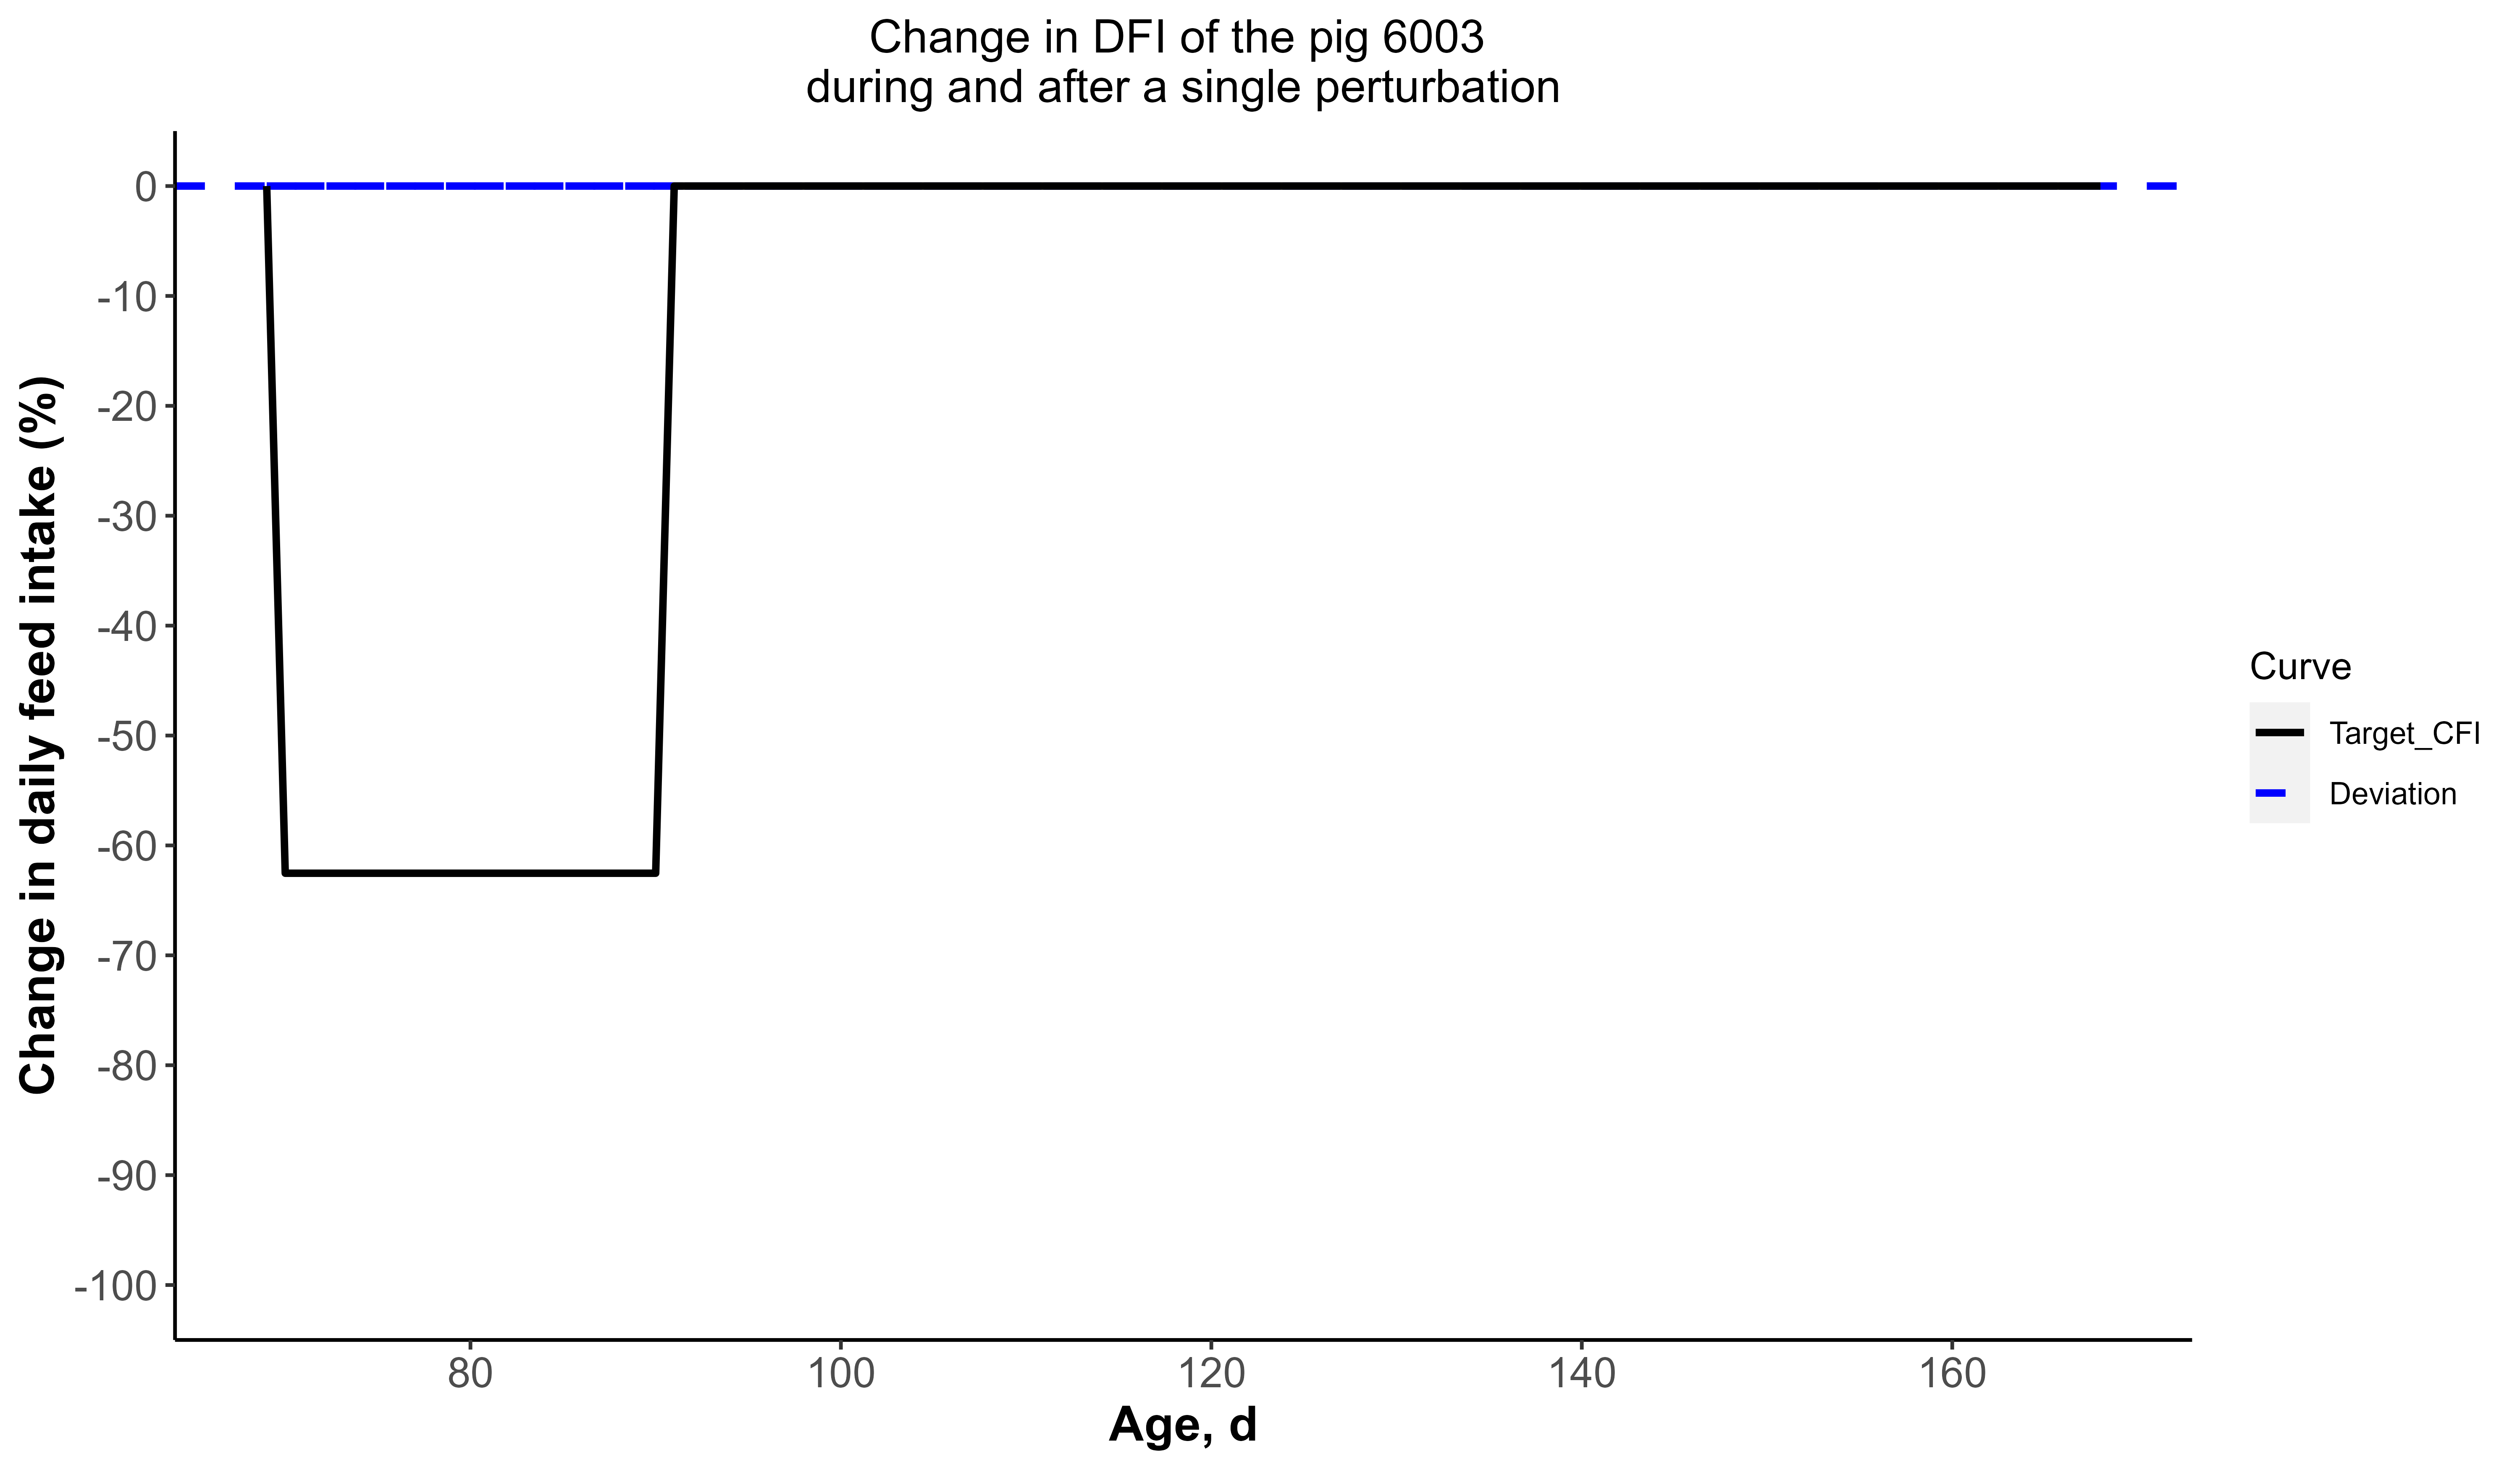 Change in DFI of the pig 6003
during and after a single perturbation
Change in daily feed intake (%)
0
-10
-20
-30
-40
-50
-60
-70
-80
-90
-100
80
100
120
140
160
Age, d
Curve
Target_CFI
Deviation